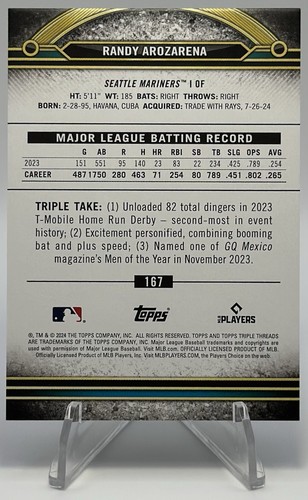 RANDY AROZARENA
SEATTLE MARINERS™ | OF
HT: 5'11" WT: 185 BATS: RIGHT THROWS: RIGHT
BORN: 2-28-95, HAVANA, CUBA ACQUIRED: TRADE WITH RAYS, 7-26-24
MAJOR LEAGUE BATTING RECORD
G AB R H HR RBI SB TB SLG OPS AVG
2023 151 551 95 140 23 83 22 234 .425 .789 .254
CAREER 487 1750 280 463 71 254 80 789 .451 .802 .265
TRIPLE TAKE: (1) Unloaded 82 total dingers in 2023
T-Mobile Home Run Derby – second-most in event
history; (2) Excitement personified, combining booming
bat and plus speed; (3) Named one of GQ Mexico
magazine's Men of the Year in November 2023.
167
Topps
PLAYERS
®, TM & © 2024 THE TOPPS COMPANY, INC. ALL RIGHTS RESERVED. TOPPS AND TOPPS TRIPLE THREADS
ARE TRADEMARKS OF THE TOPPS COMPANY, INC. Major League Baseball trademarks and copyrights are
used with permission of Major League Baseball. Visit MLB.com. OFFICIALLY LICENSED PRODUCT OF MLB
Officially Licensed Product of MLB Players, Inc. Visit MLBPLAYERS.com, the Players Choice on the web.